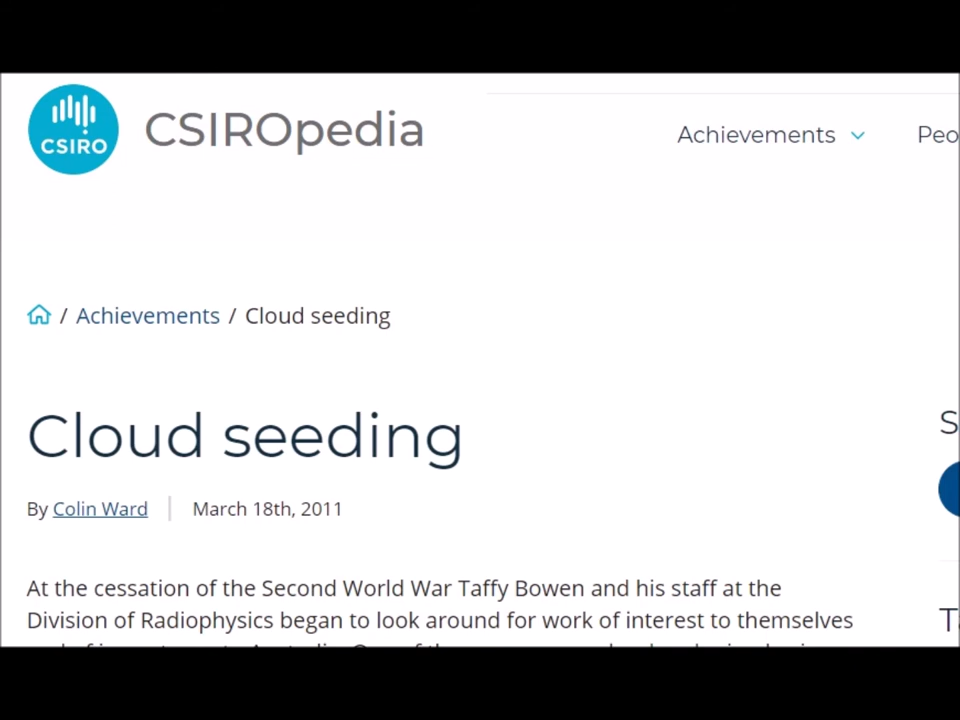 CSIRO
CSIROpedia
Achievements
/ Achievements / Cloud seeding
Cloud seeding
By Colin Ward | March 18th, 2011
At the cessation of the Second World War Taffy Bowen and his staff at the
Division of Radiophysics began to look around for work of interest to themselves